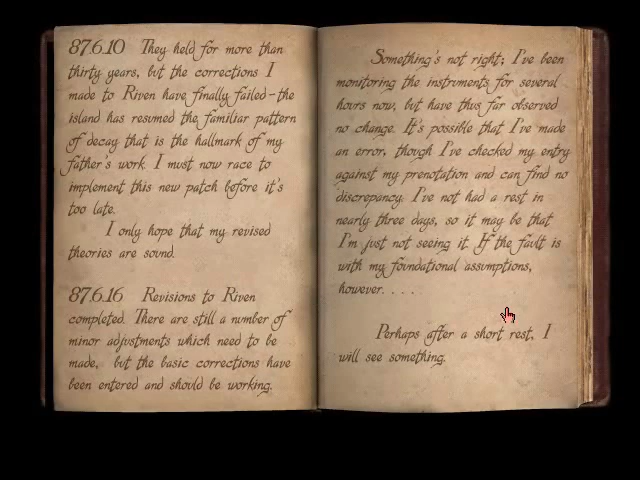 87.6.10 They held for more than
thirty years, but the corrections I
made to Riven have finally failed-the
island has resumed the familiar pattern
of decay that is the hallmark of my
father's work. I must now race to
implement this new patch before it's
too late.
I only hope that my revised
theories are sound.
87.6.16 Revisions to Riven
completed. There are still a number of
minor adjustments which need to be
made, but the basic corrections have
been entered and should be working.
Something's not right; I've been
monitoring the instruments for several
hours now, but have thus far observed
no change. It's possible that I've made
an error, though I've checked my entry
against my prenotation and can find no
discrepancy. I've not had a rest in
nearly three days, so it may be that
I'm just not seeing it. If the fault is
with my foundational assumptions,
however. . . .
Perhaps after a short rest, I
will see something.